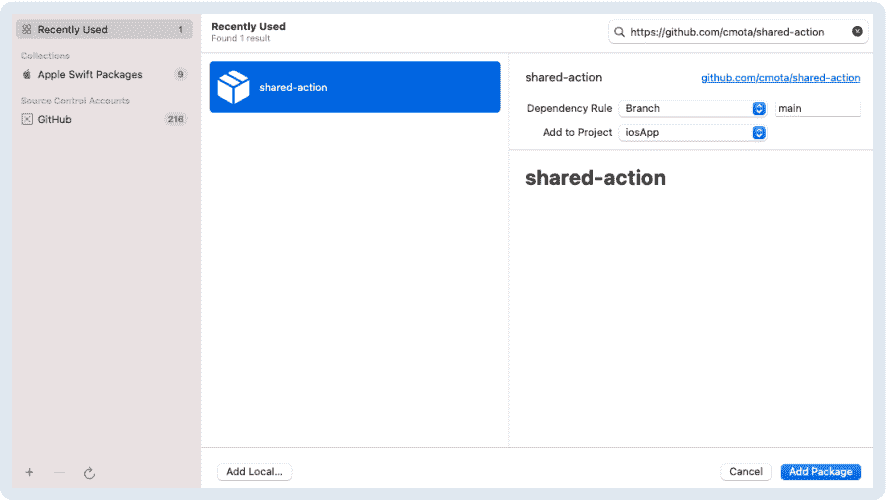 Recently Used 1
Collections
Apple Swift Packages 9
Source Control Accounts
GitHub 216
Recently Used
Found 1 result
https://github.com/cmota/shared-action
shared-action
shared-action github.com/cmota/shared-action
Dependency Rule Branch main
Add to Project iosApp
shared-action
Add Local... Cancel Add Package